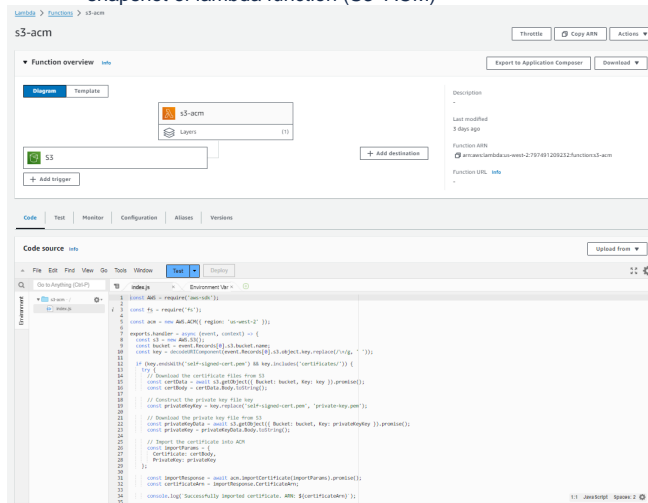 snapshot of lambda function (S3-ACM)
Lambda > Functions > s3-acm
s3-acm
Throttle Copy ARN Actions
Function overview Info
Export to Application Composer Download
Diagram Template
s3-acm
Layers (1)
S3
+ Add destination
+ Add trigger
Description
-
Last modified
3 days ago
Function ARN
arn:aws:lambda:us-west-2:797491209232:function:s3-acm
Function URL Info
-
Code Test Monitor Configuration Aliases Versions
Code source Info
Upload from
File Edit Find View Go Tools Window Test Deploy
Go to Anything (Ctrl-P)
index.js
Environment Var
Environment
s3-acm
index.js
1 const AWS = require('aws-sdk');
2
i 3 const fs = require('fs');
4
5 const acm = new AWS.ACM({ region: 'us-west-2' });
6
7 exports.handler = async (event, context) => {
8 const s3 = new AWS.S3();
9 const bucket = event.Records[0].s3.bucket.name;
10 const key = decodeURIComponent(event.Records[0].s3.object.key.replace(/\+/g, ' '));
11
12 if (key.endsWith('self-signed-cert.pem') && key.includes('certificates/')) {
13 try {
14 // Download the certificate files from S3
15 const certData = await s3.getObject({ Bucket: bucket, Key: key }).promise();
16 const certBody = certData.Body.toString();
17
18 // Construct the private key file key
19 const privateKeyKey = key.replace('self-signed-cert.pem', 'private-key.pem');
20
21 // Download the private key file from S3
22 const privateKeyData = await s3.getObject({ Bucket: bucket, Key: privateKeyKey }).promise();
23 const privateKey = privateKeyData.Body.toString();
24
25 // Import the certificate into ACM
26 const importParams = {
27 Certificate: certBody,
28 PrivateKey: privateKey
29 };
30
31 const importResponse = await acm.importCertificate(importParams).promise();
32 const certificateArn = importResponse.CertificateArn;
33
34 console.log(`Successfully imported certificate. ARN: ${certificateArn}`);
35
1:1 JavaScript Spaces: 2